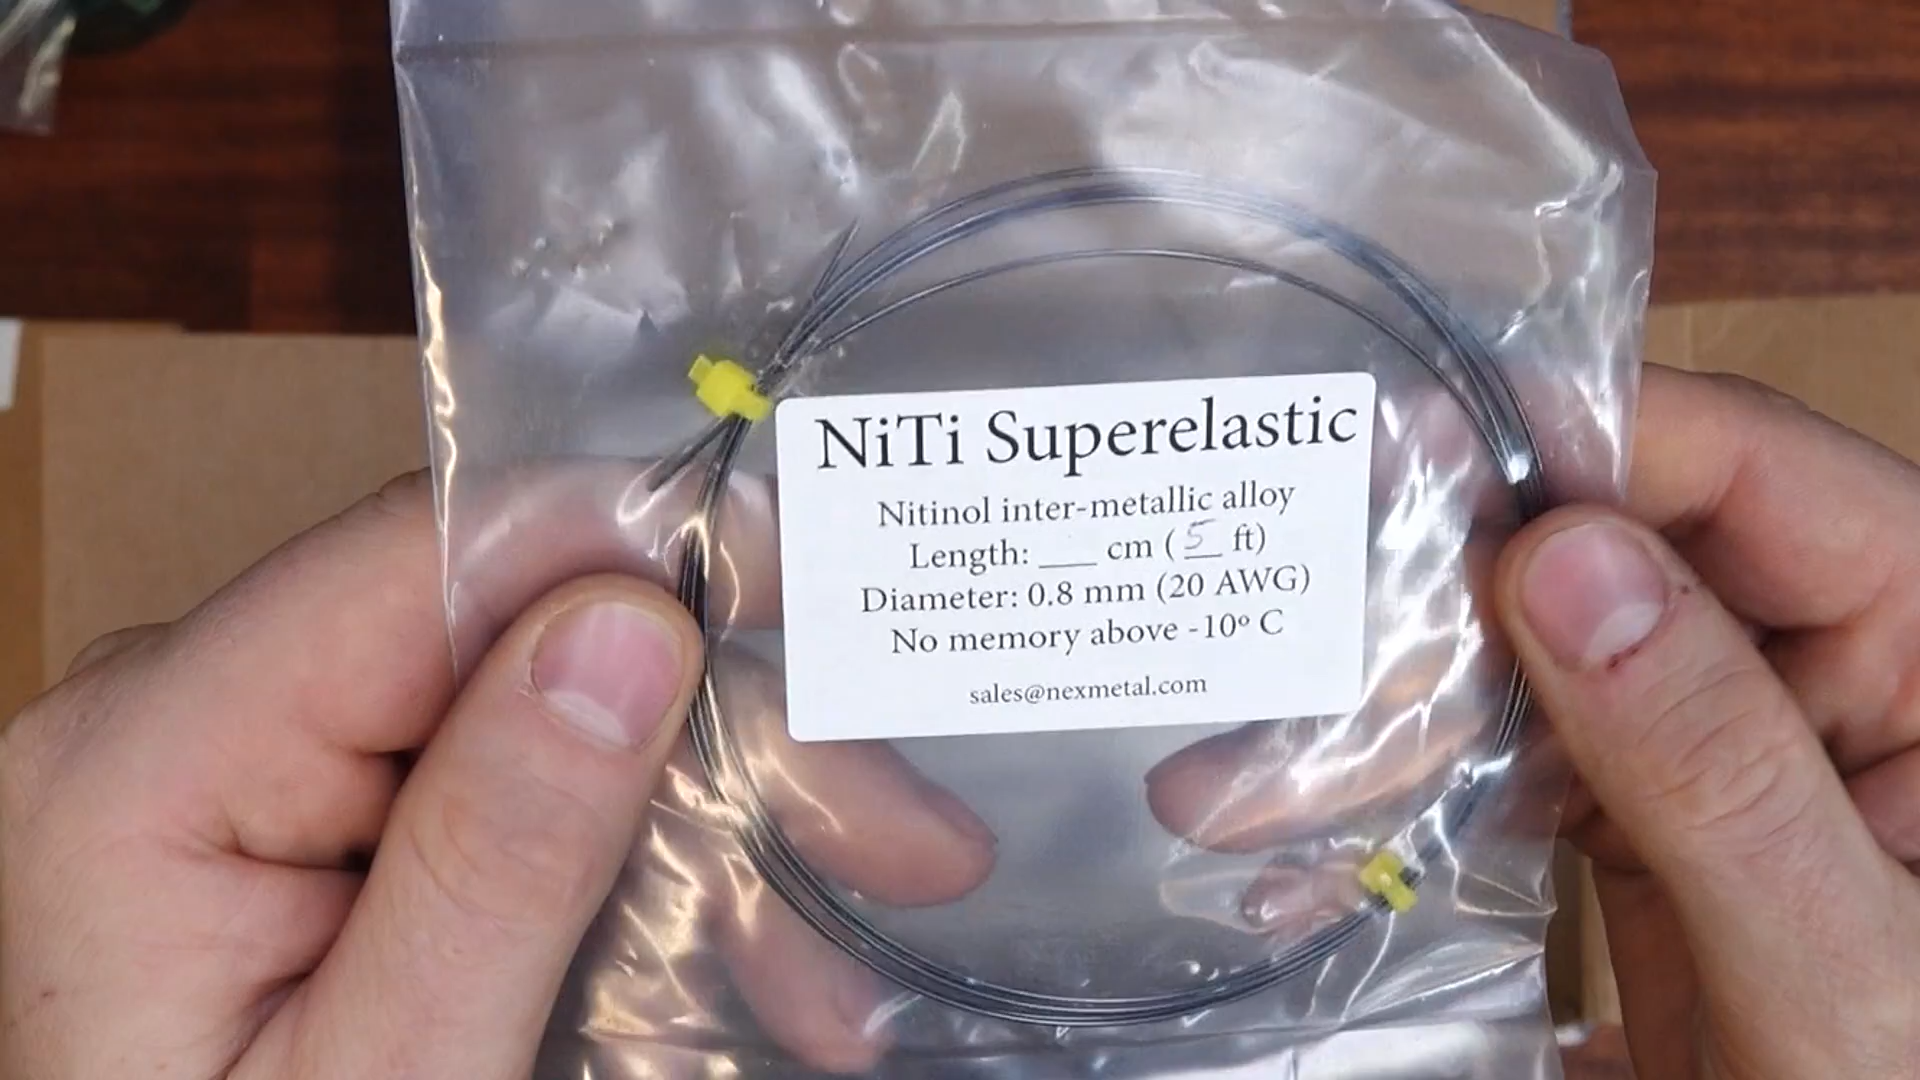 NiTi Superelastic
Nitinol inter-metallic alloy
Length: ___ cm ( 5 ft)
Diameter: 0.8 mm (20 AWG)
No memory above -10º C
sales@nexmetal.com